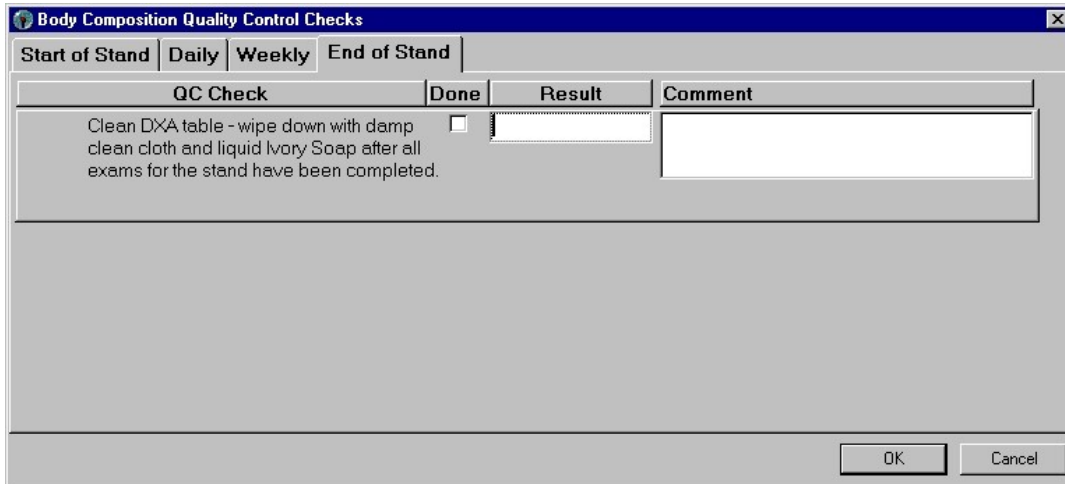 Body Composition Quality Control Checks
Start of Stand Daily Weekly End of Stand
QC Check Done Result Comment
Clean DXA table - wipe down with damp
clean cloth and liquid Ivory Soap after all
exams for the stand have been completed.
OK Cancel